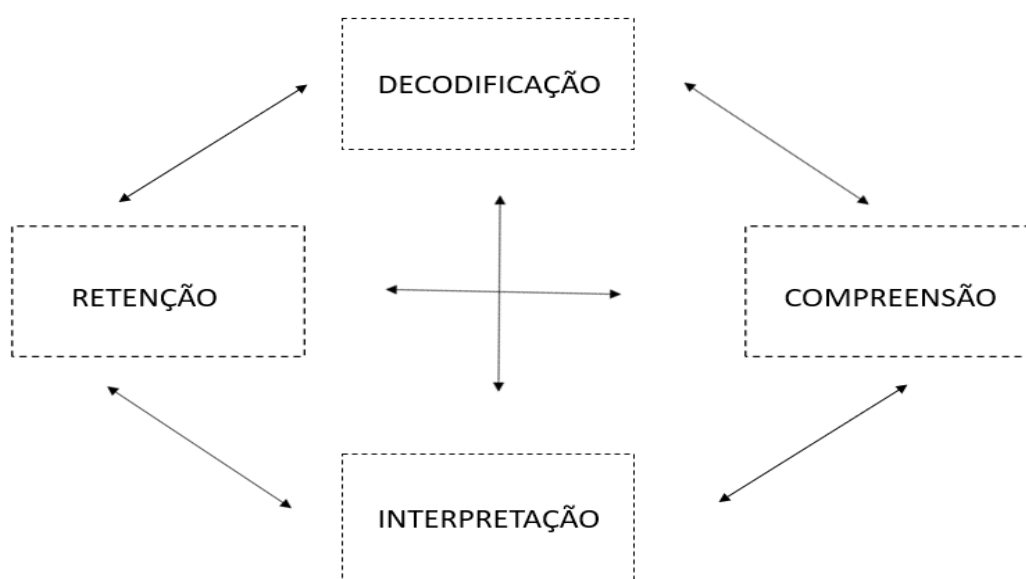 DECODIFICAÇÃO
RETENÇÃO
COMPREENSÃO
INTERPRETAÇÃO